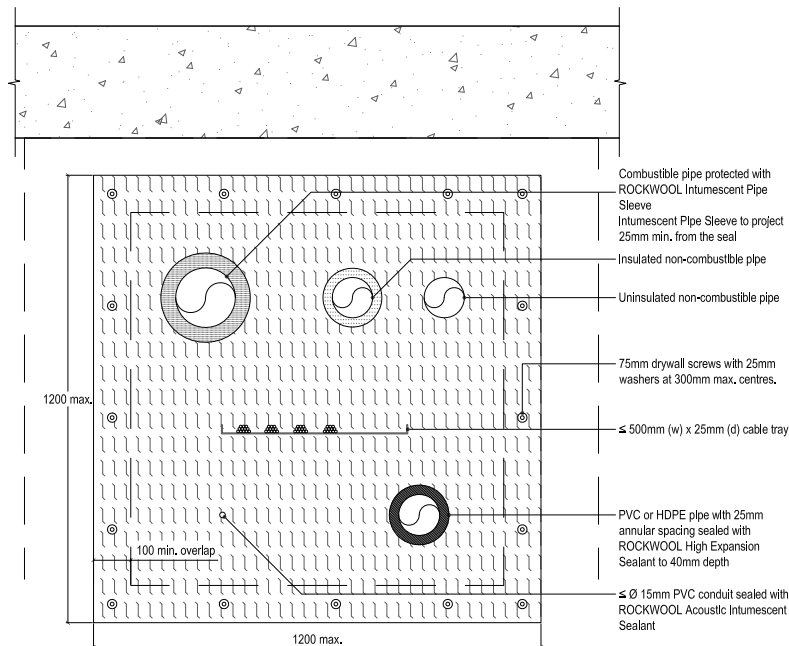 Combustible pipe protected with
ROCKWOOL Intumescent Pipe
Sleeve
Intumescent Pipe Sleeve to project
25mm min. from the seal
Insulated non-combustible pipe
Uninsulated non-combustible pipe
75mm drywall screws with 25mm
washers at 300mm max. centres.
1200 max.
≤ 500mm (w) x 25mm (d) cable tray
PVC or HDPE pipe with 25mm
annular spacing sealed with
ROCKWOOL High Expansion
Sealant to 40mm depth
100 min. overlap
≤ Ø 15mm PVC conduit sealed with
ROCKWOOL Acoustic Intumescent
Sealant
1200 max.